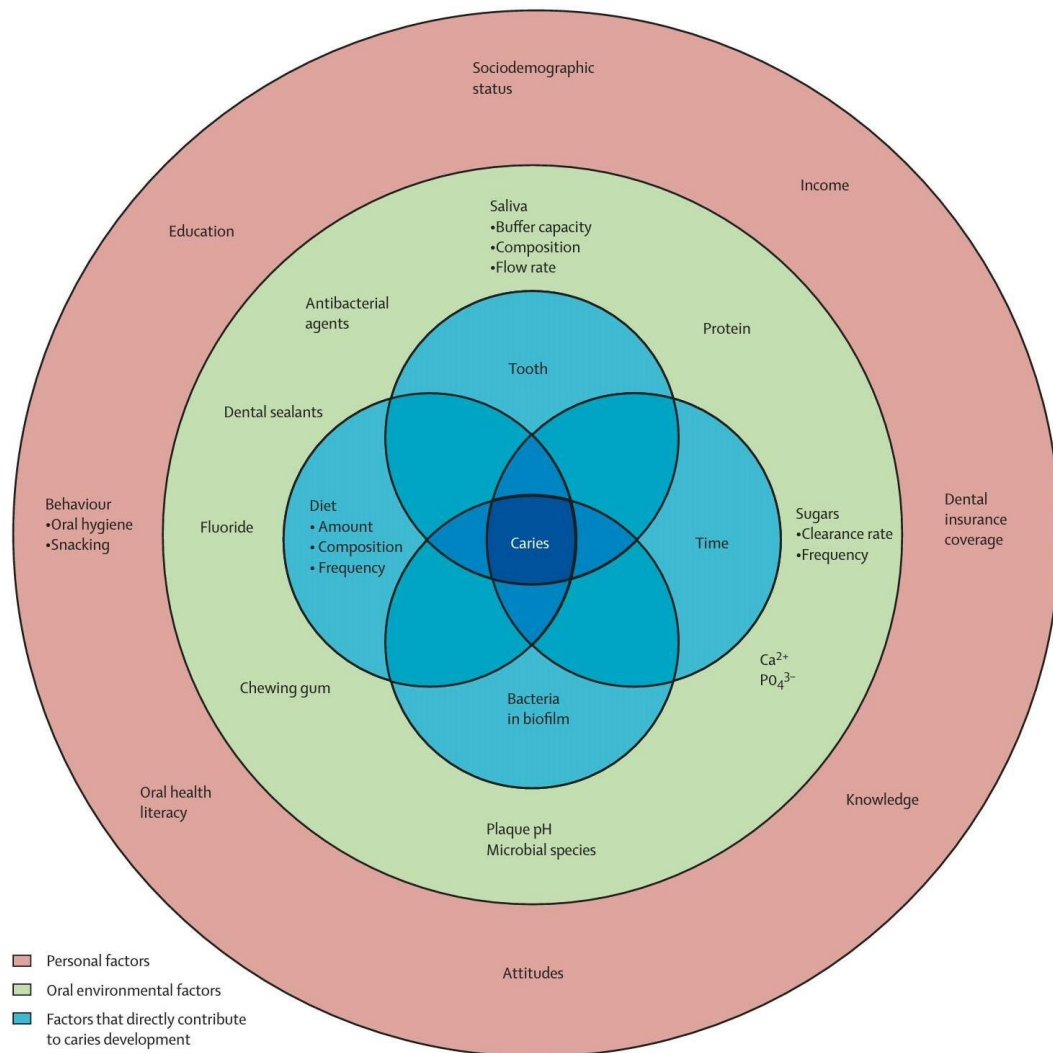 Sociodemographic
status
Income
Education
Saliva
•Buffer capacity
•Composition
•Flow rate
Antibacterial
agents
Protein
Tooth
Dental sealants
Behaviour
•Oral hygiene
•Snacking
Fluoride
Diet
• Amount
• Composition
• Frequency
Caries
Time
Sugars
•Clearance rate
•Frequency
Dental
insurance
coverage
Ca²⁺
PO₄³⁻
Chewing gum
Bacteria
in biofilm
Oral health
literacy
Knowledge
Plaque pH
Microbial species
Attitudes
Personal factors
Oral environmental factors
Factors that directly contribute
to caries development